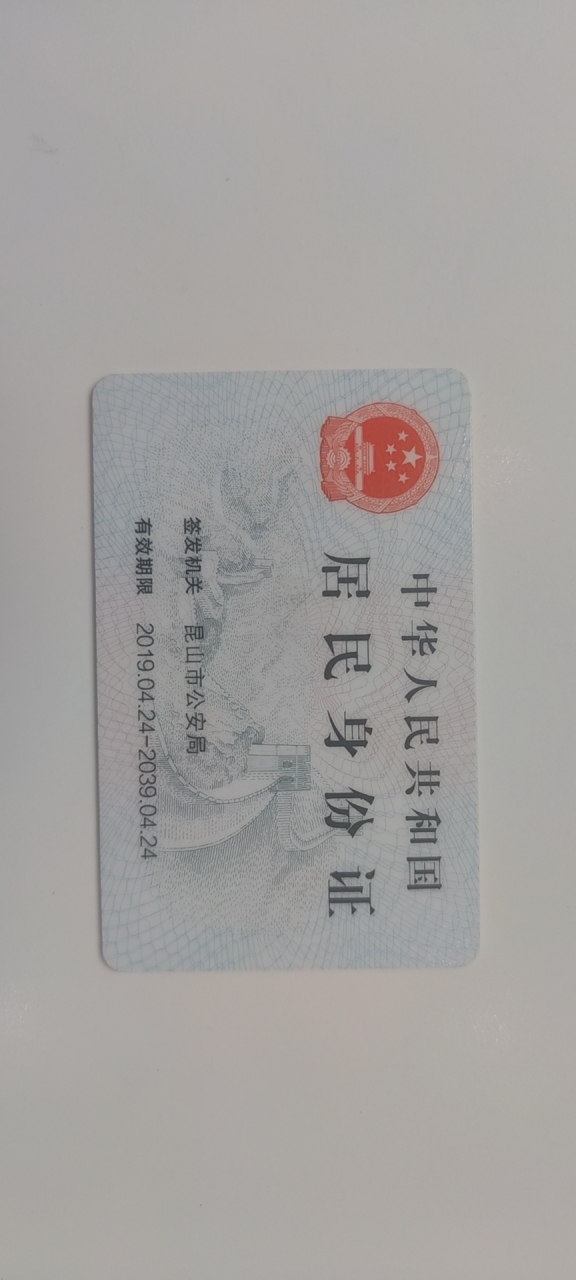 中华人民共和国
居民身份证
签发机关 昆山市公安局
有效期限 2019.04.24-2039.04.24